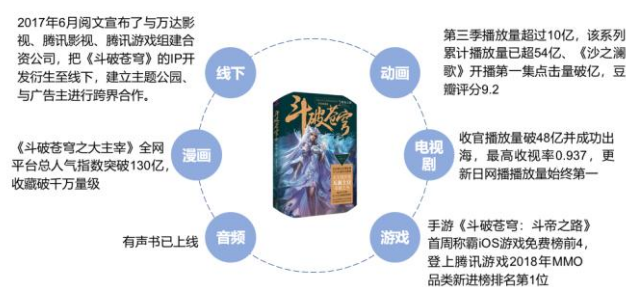 2017年6月阅文宣布了与万达影
视、腾讯影视、腾讯游戏组建合
资公司，把《斗破苍穹》的IP开
发衍生至线下，建立主题公园、
与广告主进行跨界合作。
线下
《斗破苍穹之大主宰》全网
平台总人气指数突破130亿，
收藏破千万量级
漫画
有声书已上线
音频
斗破苍穹
动画
第三季播放量超过10亿，该系列
累计播放量已超54亿、《沙之澜
歌》开播第一集点击量破亿，豆
瓣评分9.2
电视
剧
收官播放量破48亿并成功出
海，最高收视率0.937，更
新日网播播放量始终第一
游戏
手游《斗破苍穹：斗帝之路》
首周称霸iOS游戏免费榜前4，
登上腾讯游戏2018年MMO
品类新进榜排名第1位